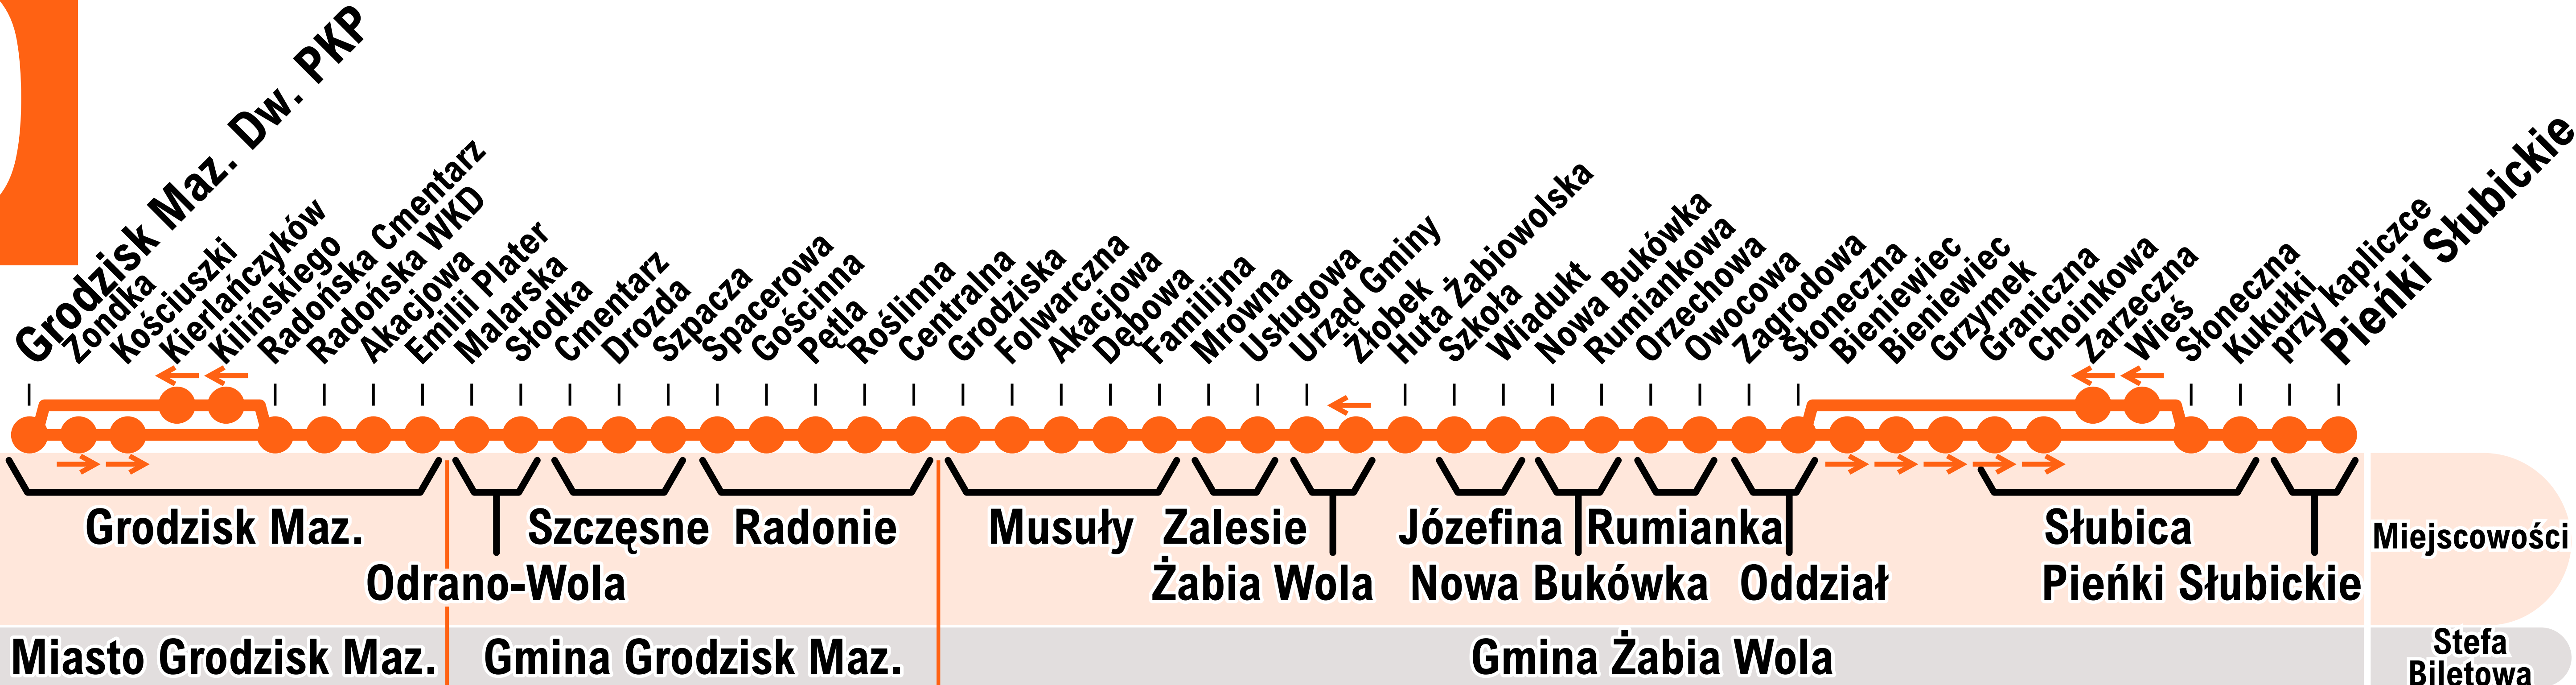 Grodzisk Maz. Dw. PKP
Żondka
Kościuszki
Kierlańczyków
Kilińskiego
Radońska Cmentarz
Radońska WKD
Akacjowa
Emilii Plater
Malarska
Słodka
Cmentarz
Drozda
Szpacza
Spacerowa
Gościnna
Pętla
Roślinna
Centralna
Grodziska
Folwarczna
Akacjowa
Dębowa
Familijna
Mrowna
Usługowa
Urząd Gminy
Żłobek
Huta Żabiowolska
Szkoła
Wiadukt
Nowa Bukówka
Rumiankowa
Orzechowa
Owocowa
Zagrodowa
Słoneczna
Bieniewiec
Bieniewiec
Grzymek
Graniczna
Choinkowa
Zarzeczna
Wieś
Słoneczna
Kukułki
przy kapliczce
Pieńki Słubickie
Grodzisk Maz.
Szczęsne
Radonie
Musuły
Zalesie
Józefina
Rumianka
Słubica
Miejscowości
Odrano-Wola
Żabia Wola
Nowa Bukówka
Oddział
Pieńki Słubickie
Miasto Grodzisk Maz.
Gmina Grodzisk Maz.
Gmina Żabia Wola
Stefa
Biletowa